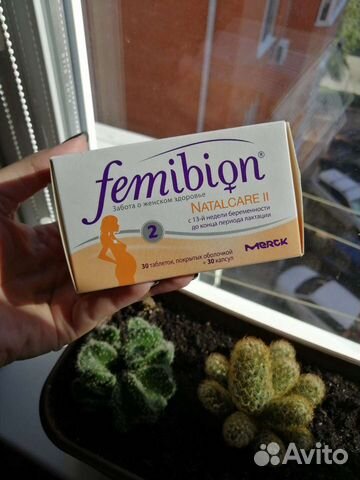 femibion®
Забота о женском здоровье
NATALCARE II
с 13-й недели беременности
до конца периода лактации
2
MERCK
30 таблеток, покрытых оболочкой
+ 30 капсул
Avito